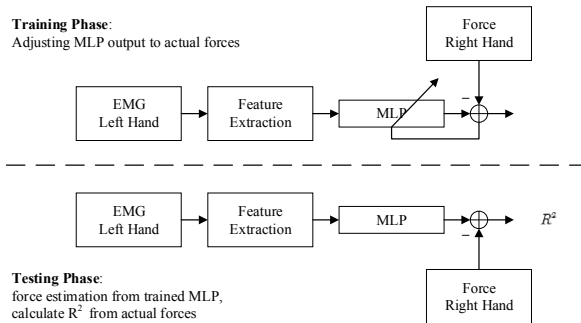 Training Phase:
Adjusting MLP output to actual forces
Force
Right Hand
EMG
Left Hand
Feature
Extraction
MLP
−
EMG
Left Hand
Feature
Extraction
MLP
−
R²
Testing Phase:
force estimation from trained MLP,
calculate R² from actual forces
Force
Right Hand